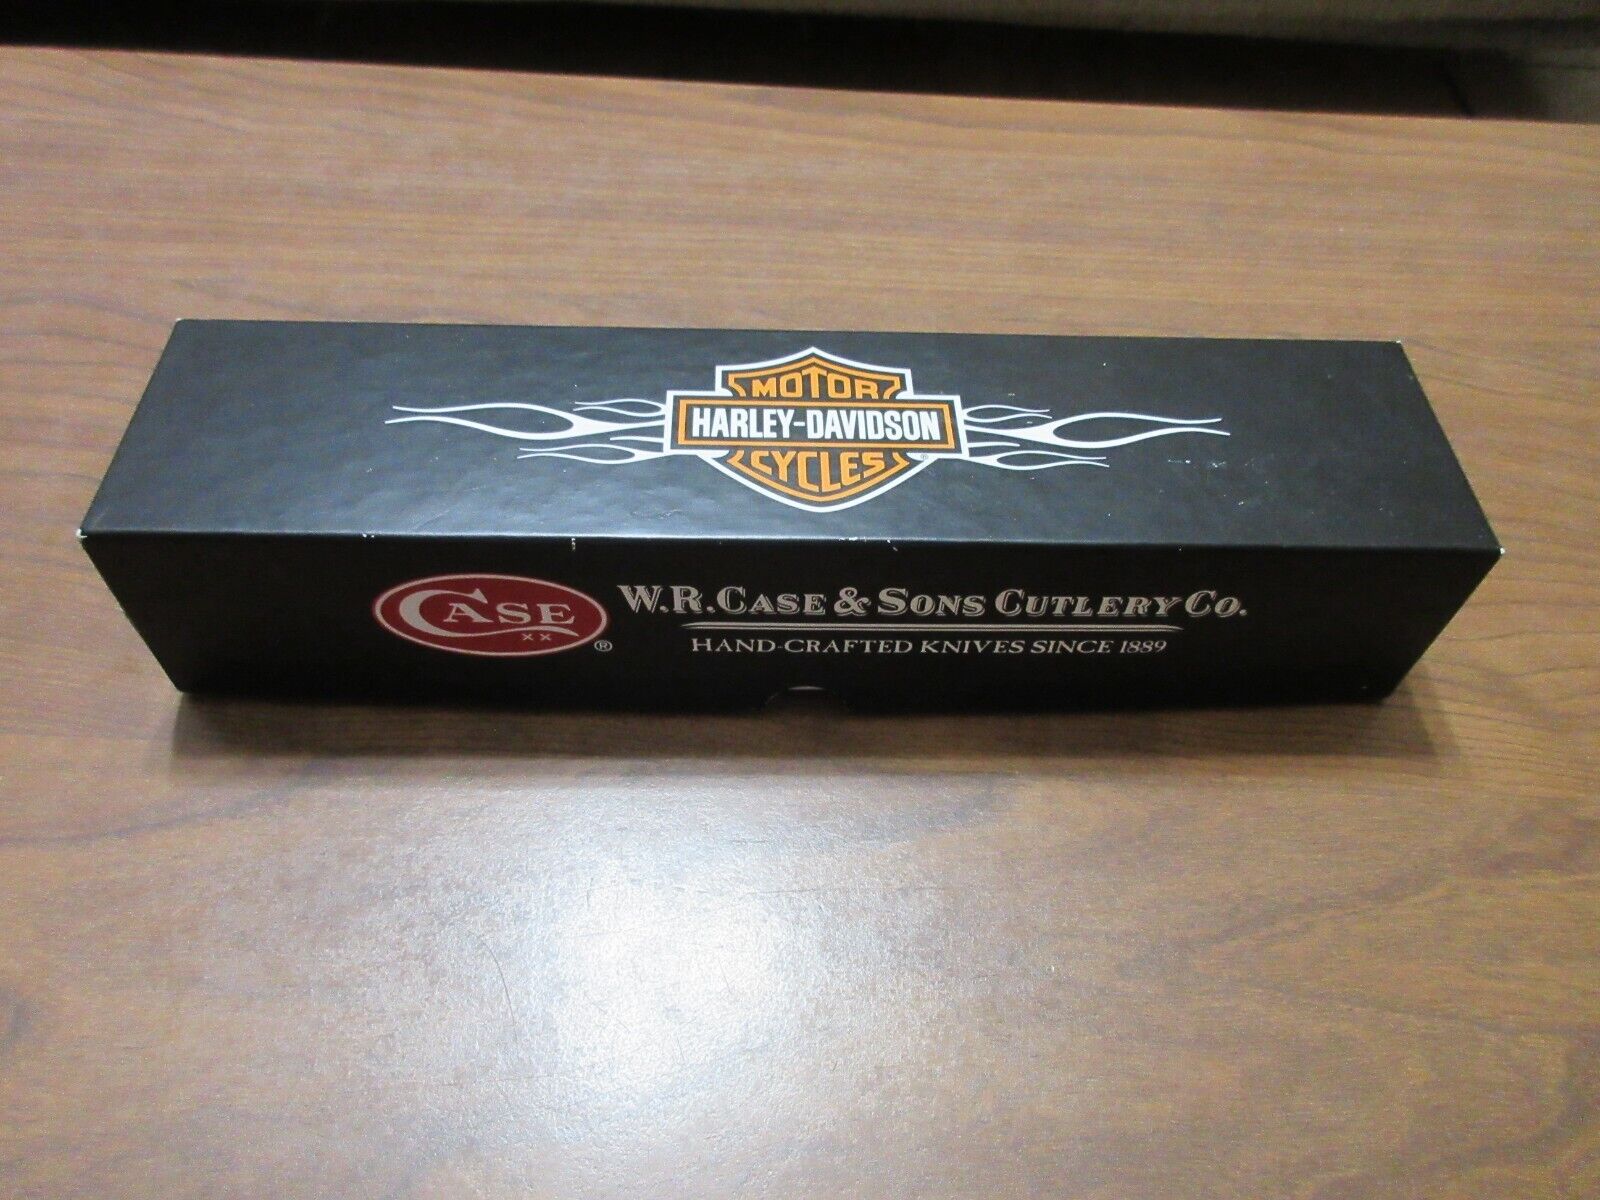 MOTOR
HARLEY-DAVIDSON
CYCLES
®
CASE
XX
®
W.R. CASE & SONS CUTLERY CO.
HAND-CRAFTED KNIVES SINCE 1889